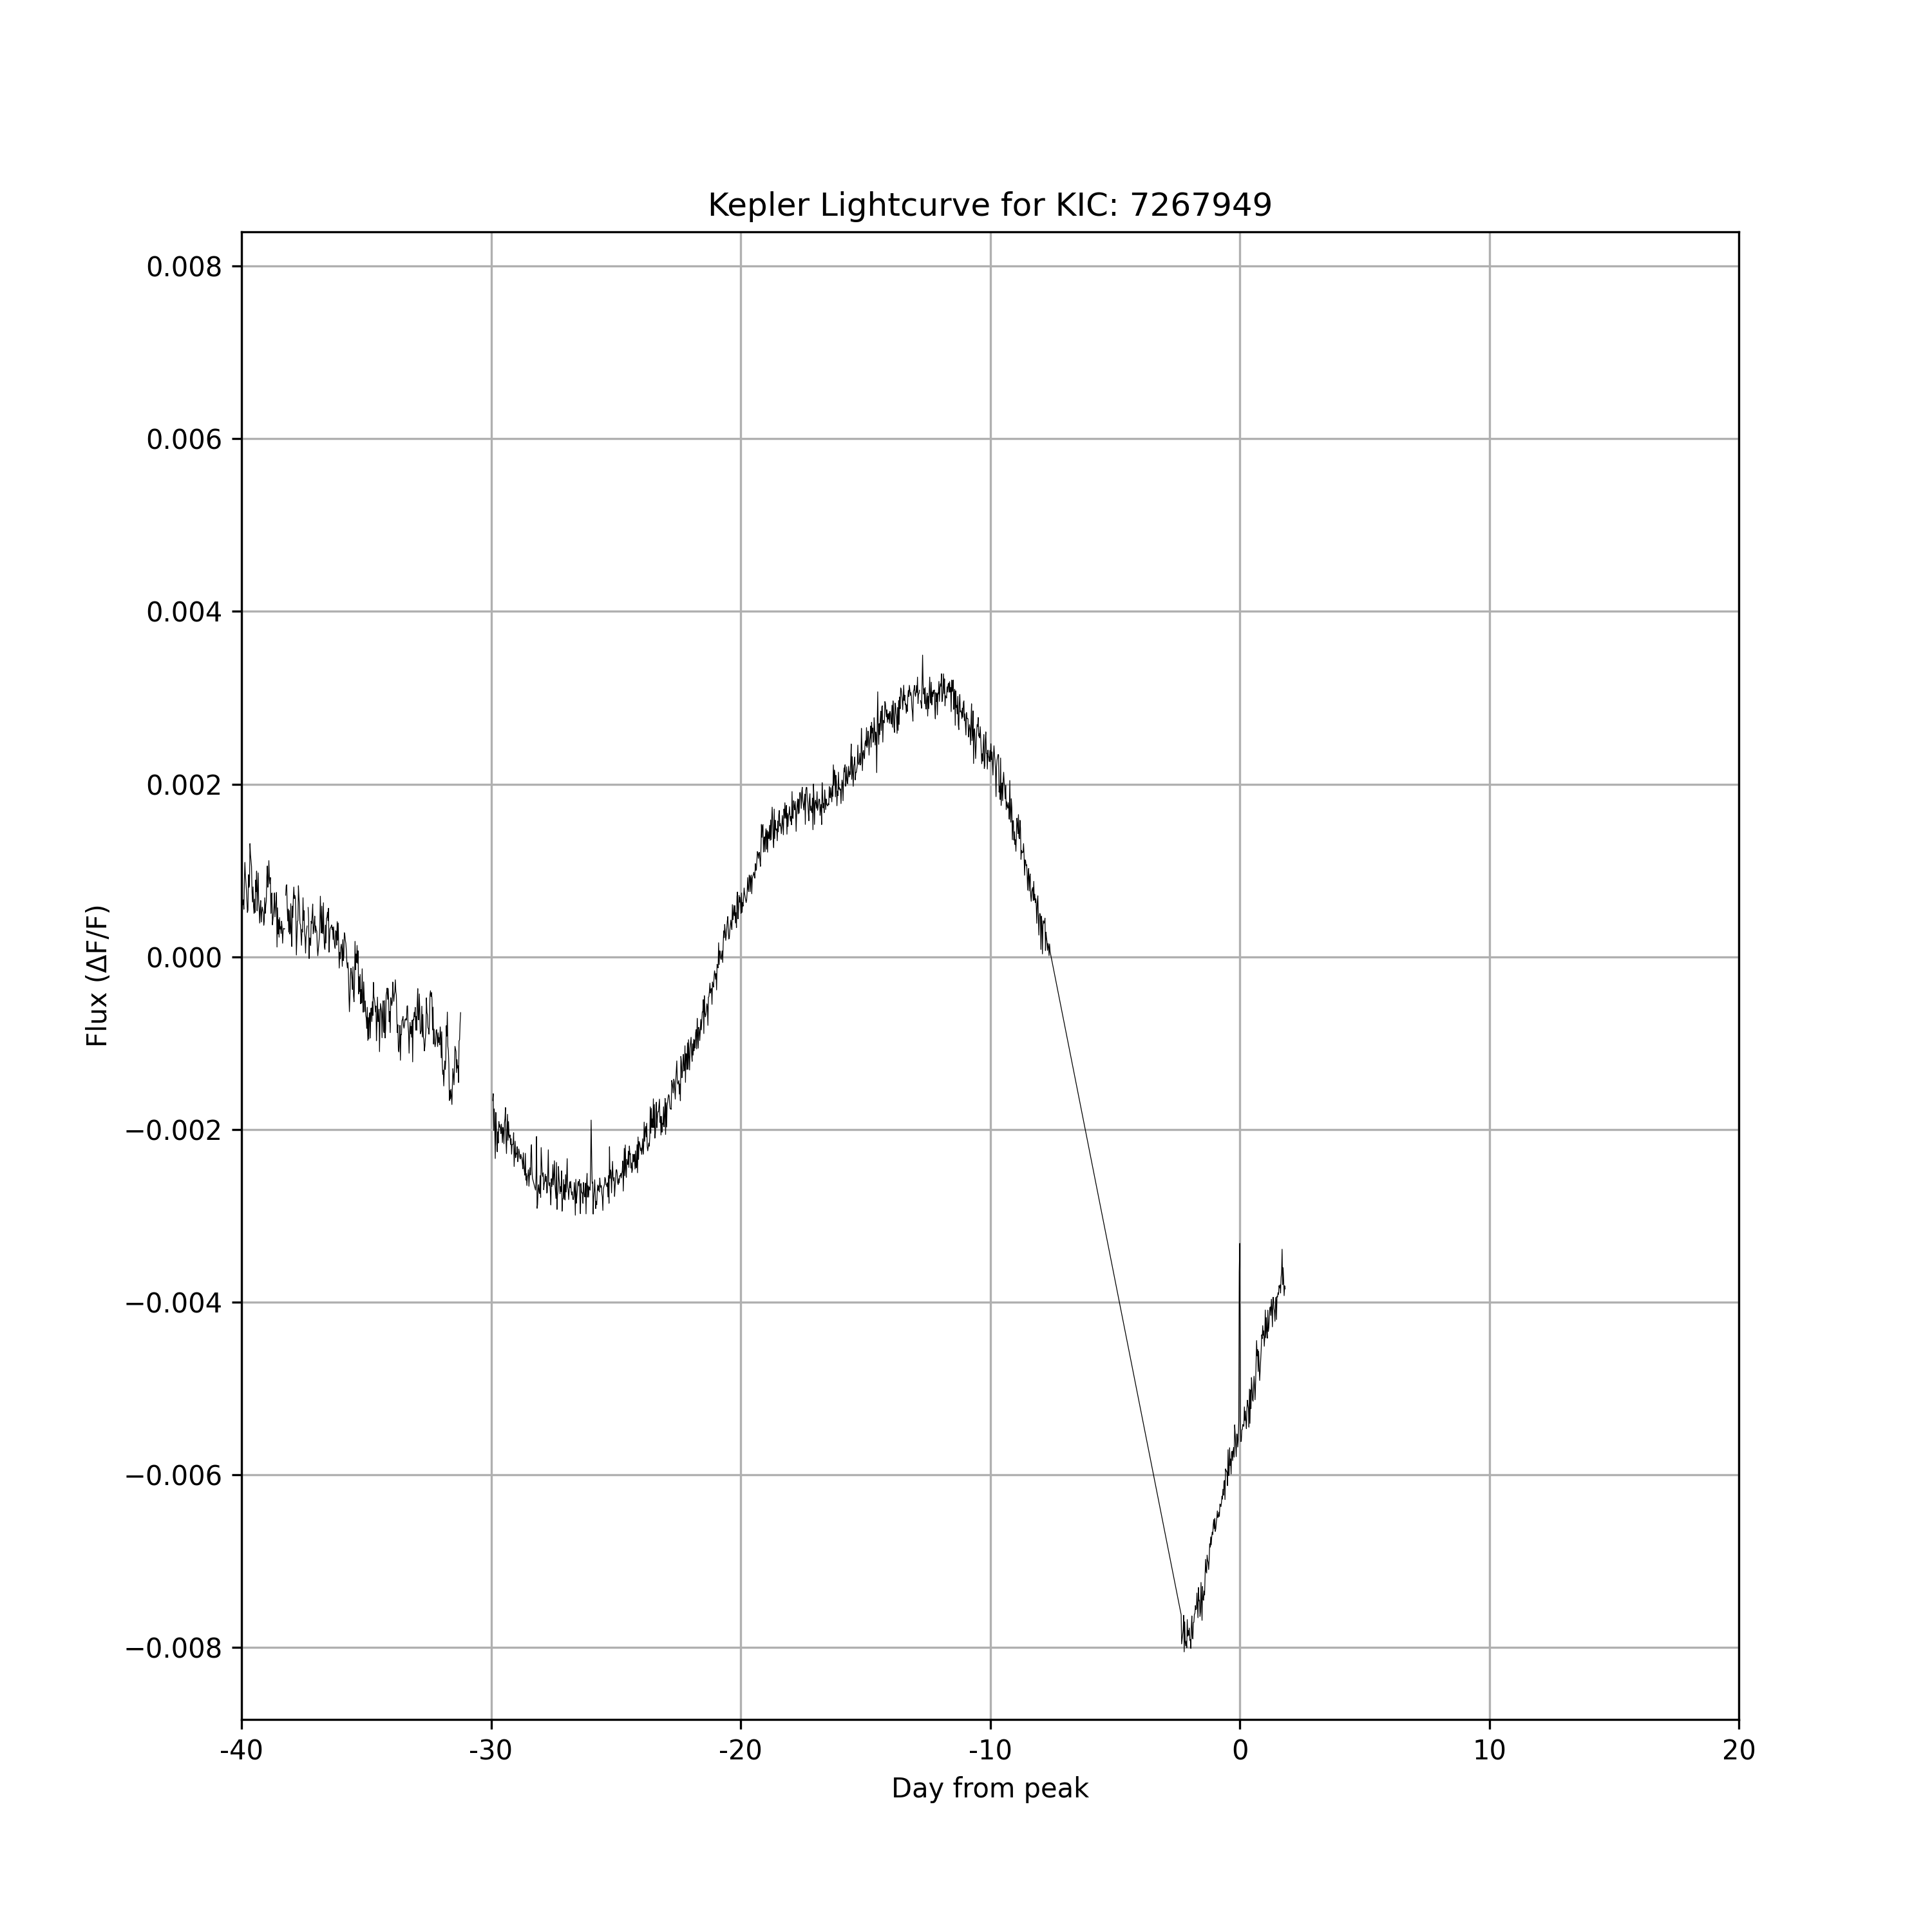 Kepler Lightcurve for KIC: 7267949
0.008
0.006
0.004
0.002
0.000
−0.002
−0.004
−0.006
−0.008
Flux (ΔF/F)
-40 -30 -20 -10 0 10 20
Day from peak